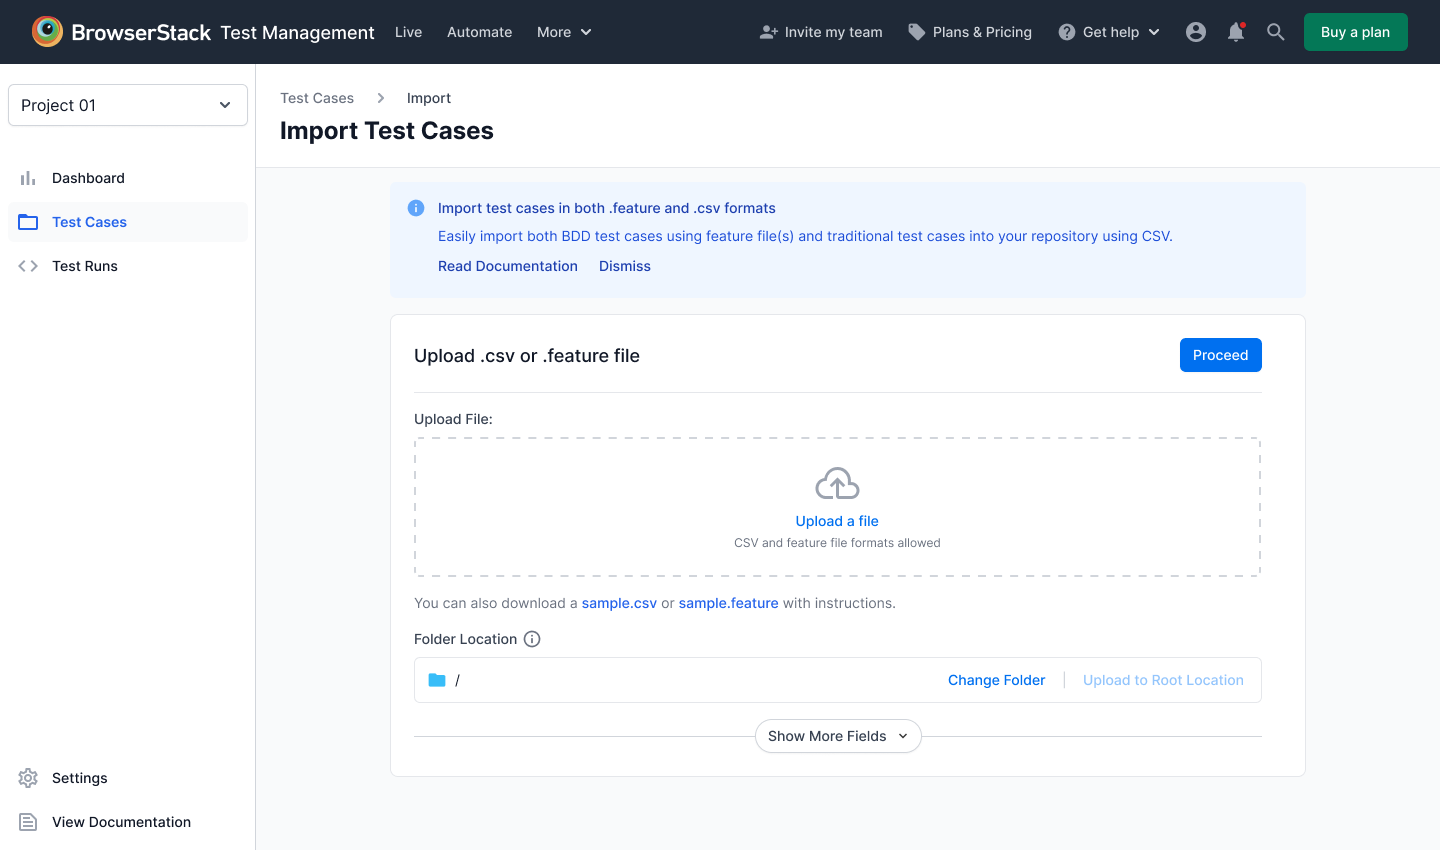 BrowserStack Test Management
Live
Automate
More
Invite my team
Plans & Pricing
Get help
Buy a plan
Project 01
Dashboard
Test Cases
Test Runs
Settings
View Documentation
Test Cases
Import
Import Test Cases
Import test cases in both .feature and .csv formats
Easily import both BDD test cases using feature file(s) and traditional test cases into your repository using CSV.
Read Documentation
Dismiss
Upload .csv or .feature file
Proceed
Upload File:
Upload a file
CSV and feature file formats allowed
You can also download a sample.csv or sample.feature with instructions.
Folder Location
/
Change Folder
Upload to Root Location
Show More Fields